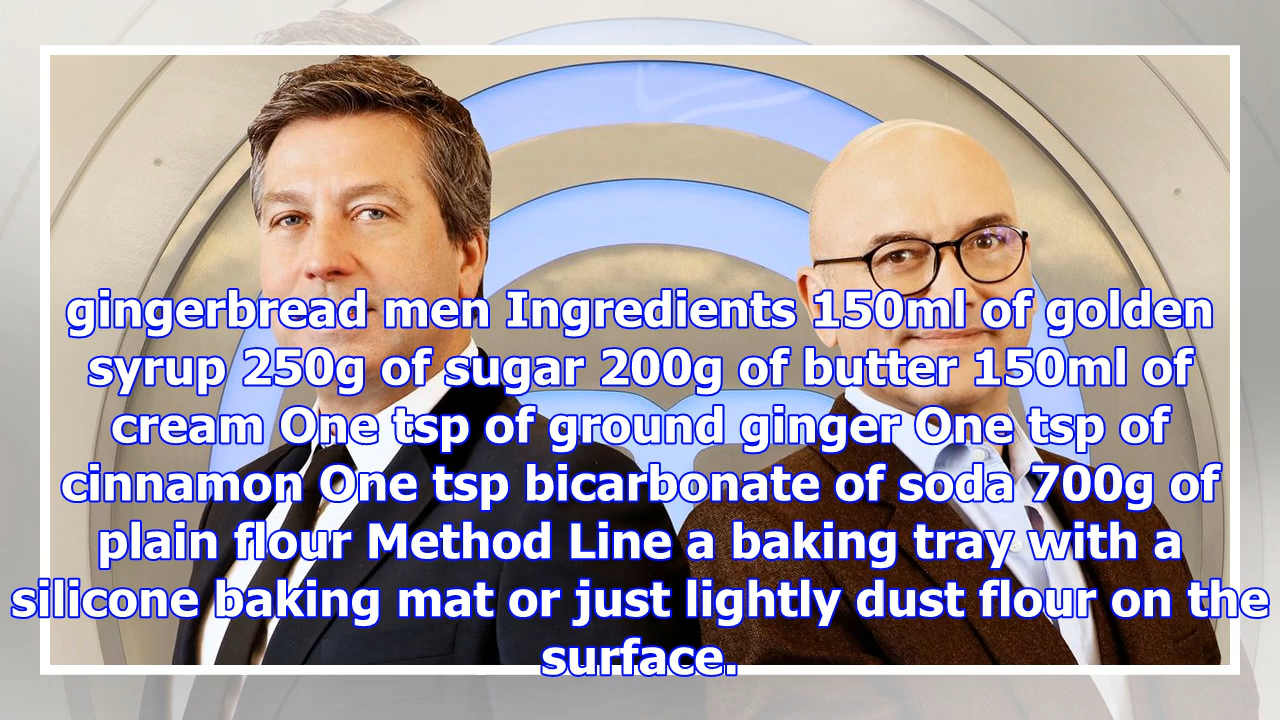 gingerbread men Ingredients 150ml of golden
syrup 250g of sugar 200g of butter 150ml of
cream One tsp of ground ginger One tsp of
cinnamon One tsp bicarbonate of soda 700g of
plain flour Method Line a baking tray with a
silicone baking mat or just lightly dust flour on the
surface.